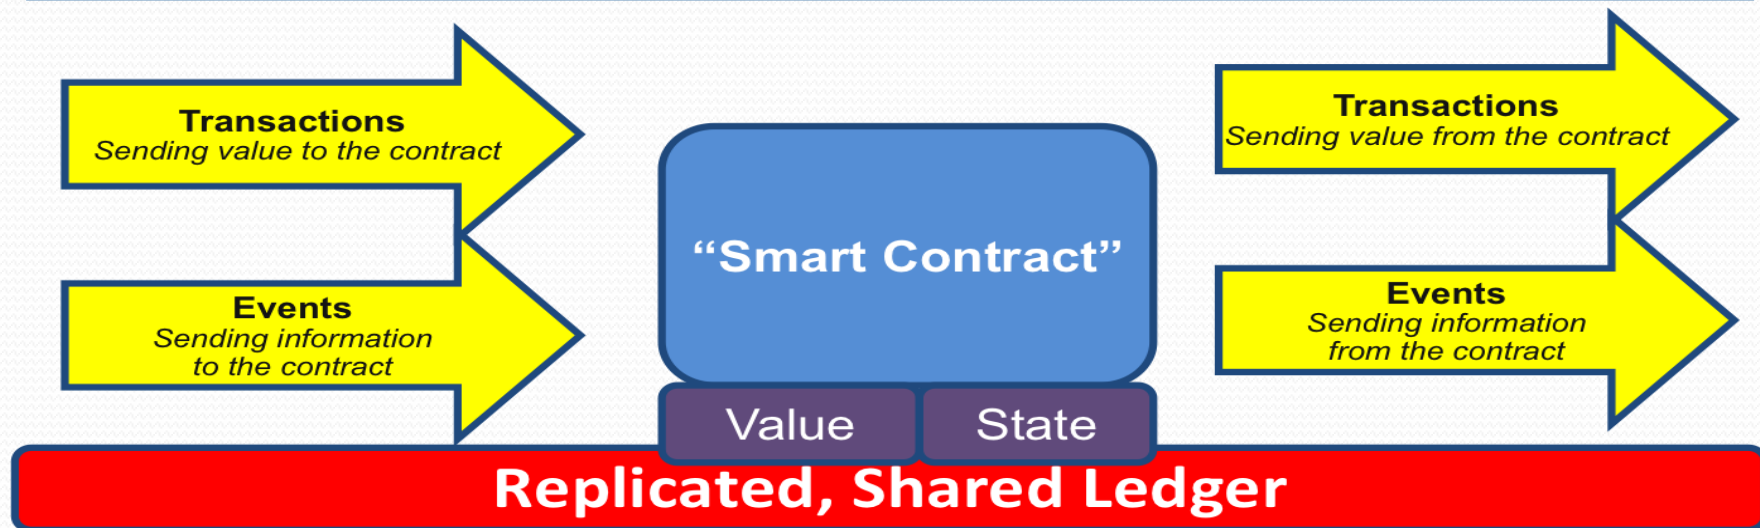 Transactions
Sending value to the contract
Events
Sending information
to the contract
“Smart Contract”
Value
State
Transactions
Sending value from the contract
Events
Sending information
from the contract
Replicated, Shared Ledger